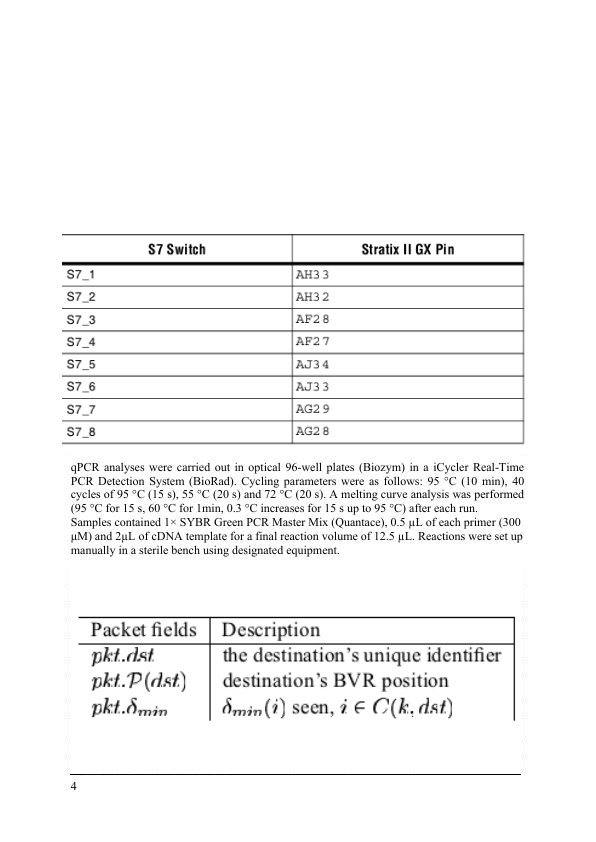 S7 Switch Stratix II GX Pin
S7_1 AH33
S7_2 AH32
S7_3 AF28
S7_4 AF27
S7_5 AJ34
S7_6 AJ33
S7_7 AG29
S7_8 AG28
qPCR analyses were carried out in optical 96-well plates (Biozym) in a iCycler Real-Time
PCR Detection System (BioRad). Cycling parameters were as follows: 95 °C (10 min), 40
cycles of 95 °C (15 s), 55 °C (20 s) and 72 °C (20 s). A melting curve analysis was performed
(95 °C for 15 s, 60 °C for 1min, 0.3 °C increases for 15 s up to 95 °C) after each run.
Samples contained 1× SYBR Green PCR Master Mix (Quantace), 0.5 µL of each primer (300
µM) and 2µL of cDNA template for a final reaction volume of 12.5 µL. Reactions were set up
manually in a sterile bench using designated equipment.
Packet fields Description
pkt.dst the destination's unique identifier
pkt.P(dst) destination's BVR position
pkt.δmin δmin(i) seen, i ∈ C(k, dst)
4